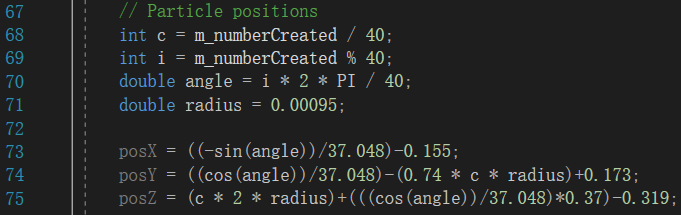 67 // Particle positions
68 int c = m_numberCreated / 40;
69 int i = m_numberCreated % 40;
70 double angle = i * 2 * PI / 40;
71 double radius = 0.00095;
72
73 posX = ((-sin(angle))/37.048)-0.155;
74 posY = ((cos(angle))/37.048)-(0.74 * c * radius)+0.173;
75 posZ = (c * 2 * radius)+(((cos(angle))/37.048)*0.37)-0.319;